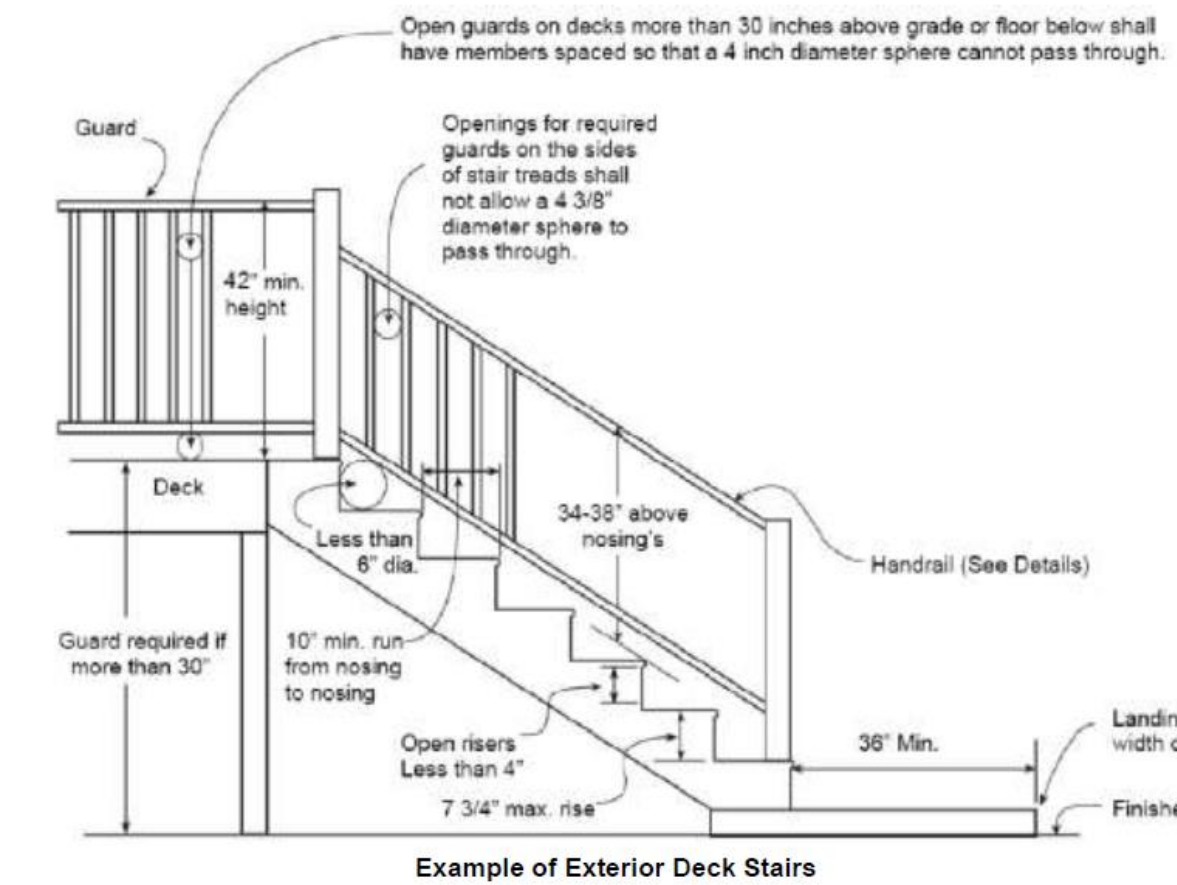 Open guards on decks more than 30 inches above grade or floor below shall
have members spaced so that a 4 inch diameter sphere cannot pass through.
Guard
Openings for required
guards on the sides
of stair treads shall
not allow a 4 3/8"
diameter sphere to
pass through.
42" min.
height
Deck
Less than
6" dia.
34-38" above
nosing's
Handrail (See Details)
Guard required if
more than 30"
10" min. run
from nosing
to nosing
Open risers
Less than 4"
7 3/4" max. rise
36" Min.
Landin
width
Finishe
Example of Exterior Deck Stairs